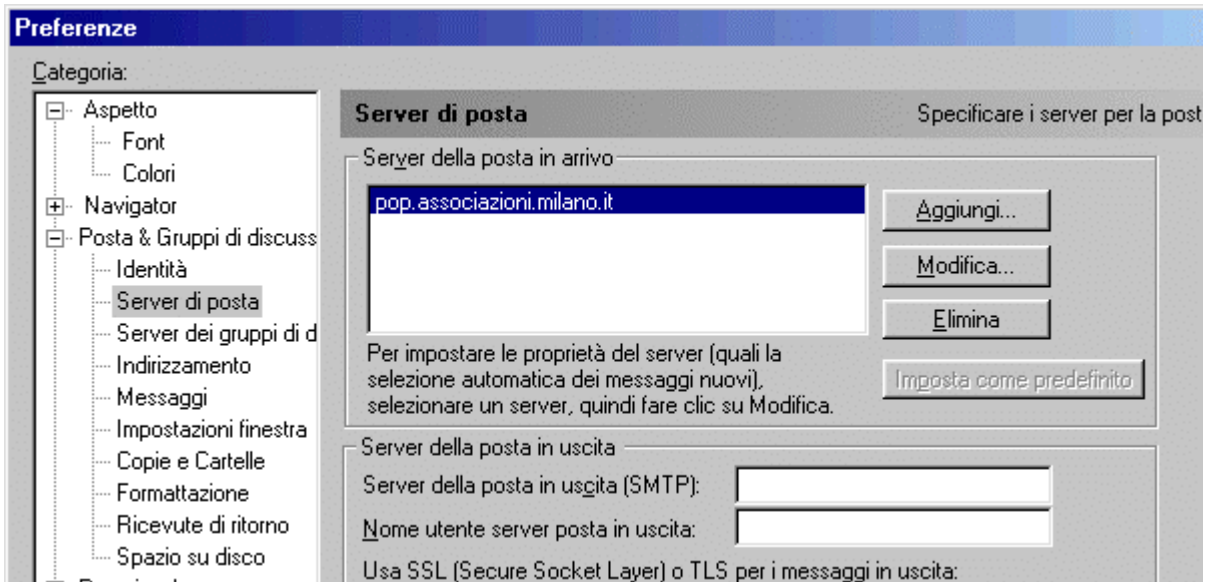 Preferenze
Categoria:
Aspetto
Font
Colori
Navigator
Posta & Gruppi di discuss
Identità
Server di posta
Server dei gruppi di d
Indirizzamento
Messaggi
Impostazioni finestra
Copie e Cartelle
Formattazione
Ricevute di ritorno
Spazio su disco
Server di posta
Specificare i server per la post
Server della posta in arrivo
pop.associazioni.milano.it
Aggiungi...
Modifica...
Elimina
Imposta come predefinito
Per impostare le proprietà del server (quali la
selezione automatica dei messaggi nuovi),
selezionare un server, quindi fare clic su Modifica.
Server della posta in uscita
Server della posta in uscita (SMTP):
Nome utente server posta in uscita:
Usa SSL (Secure Socket Layer) o TLS per i messaggi in uscita: